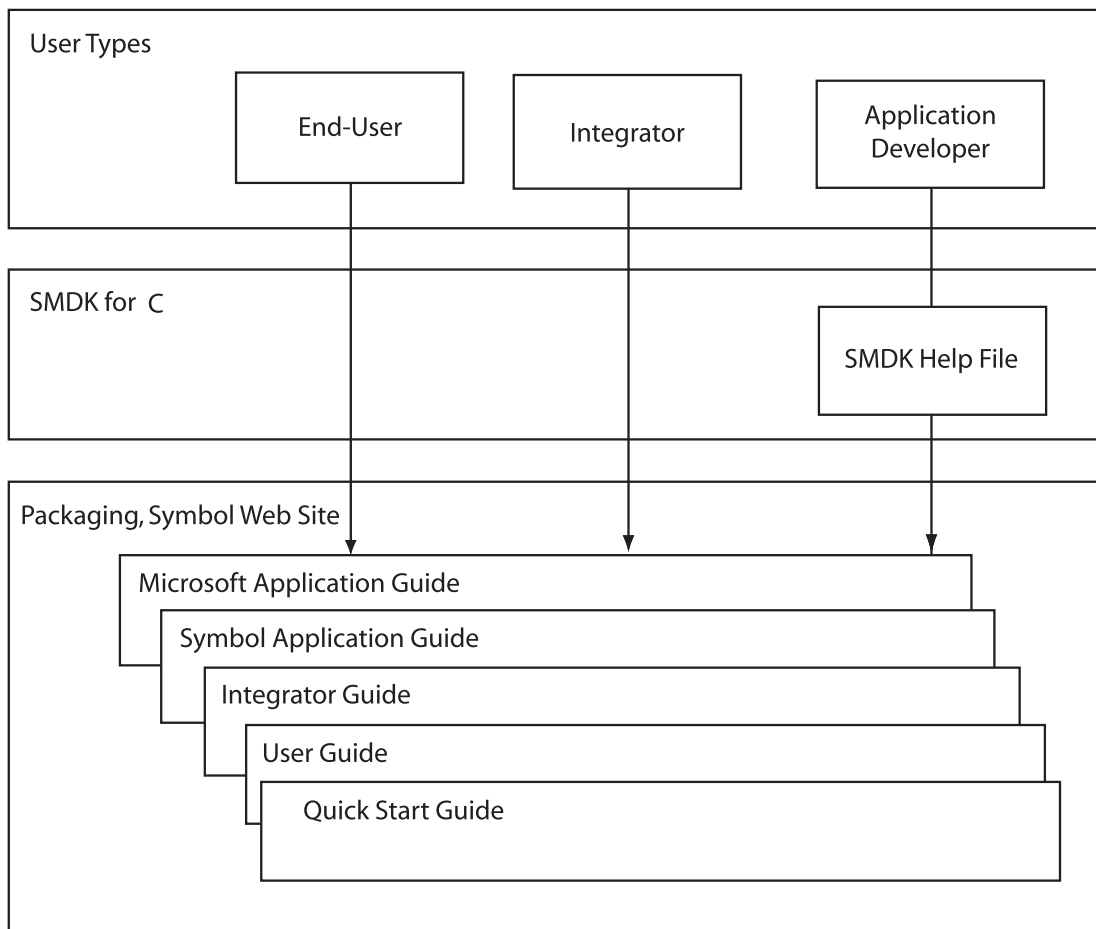 User Types
End-User
Integrator
Application
Developer
SMDK for C
SMDK Help File
Packaging, Symbol Web Site
Microsoft Application Guide
Symbol Application Guide
Integrator Guide
User Guide
Quick Start Guide